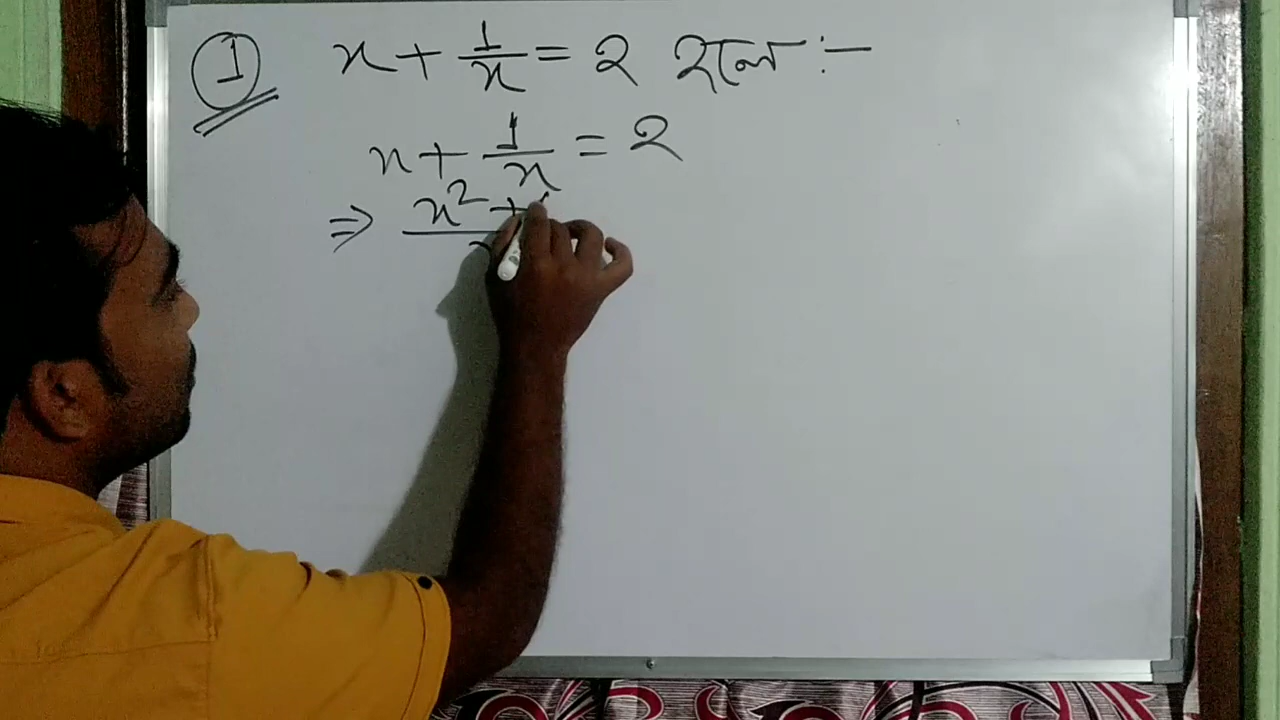 ① x + 1/x = 2 হলে :-
x + 1/x = 2
⇒ x² +